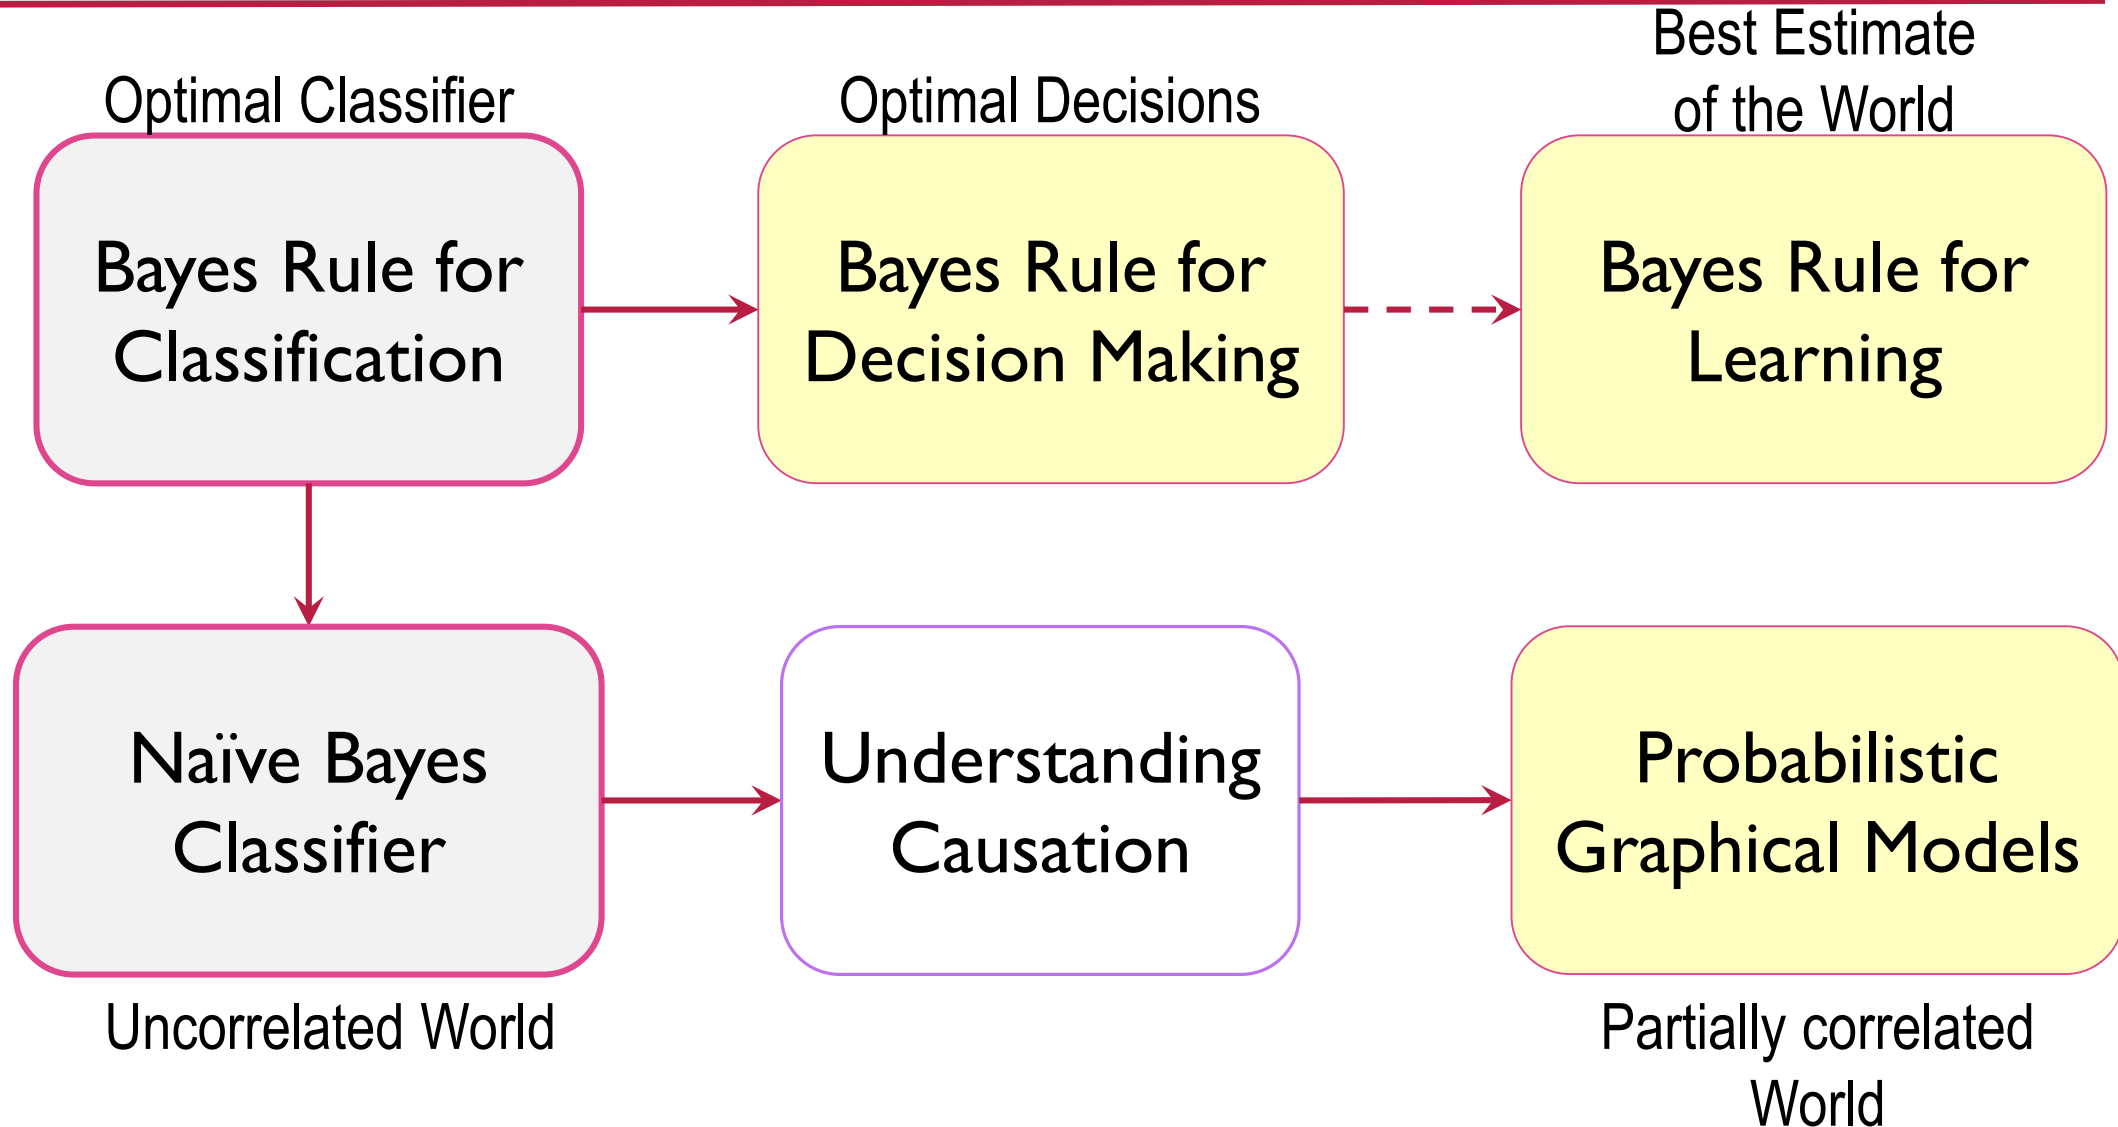 Optimal Classifier
Bayes Rule for
Classification
Optimal Decisions
Bayes Rule for
Decision Making
Best Estimate
of the World
Bayes Rule for
Learning
Naïve Bayes
Classifier
Uncorrelated World
Understanding
Causation
Probabilistic
Graphical Models
Partially correlated
World